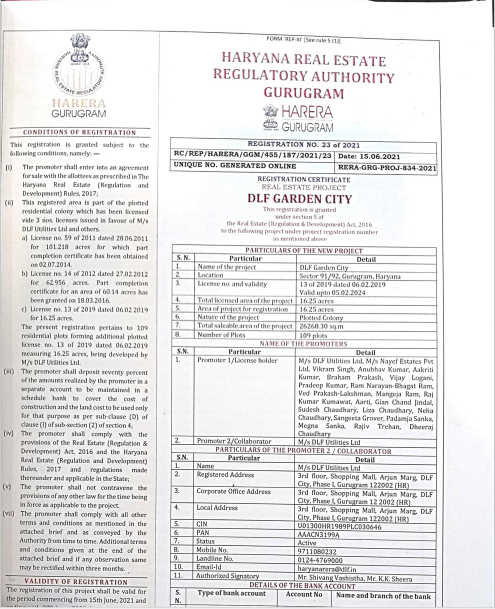 FORM 'REP-III' [See rule 5 (1)]
HARYANA REAL ESTATE
REGULATORY AUTHORITY
GURUGRAM
HARERA
GURUGRAM
REGISTRATION NO. 23 of 2021
RC/REP/HARERA/GGM/455/187/2021/23 Date: 15.06.2021
UNIQUE NO. GENERATED ONLINE RERA-GRG-PROJ-834-2021
REGISTRATION CERTIFICATE
REAL ESTATE PROJECT
DLF GARDEN CITY
This registration is granted
under section 5 of
the Real Estate (Regulation & Development) Act, 2016
to the following project under project registration number
as mentioned above
PARTICULARS OF THE NEW PROJECT
S.N. Particular Detail
1. Name of the project DLF Garden City
2. Location Sector 91/92, Gurugram, Haryana
3. License no. and validity 13 of 2019 dated 06.02.2019
Valid upto 05.02.2024
4. Total licensed area of the project 16.25 acres
5. Area of project for registration 16.25 acres
6. Nature of the project Plotted Colony
7. Total saleable area of project 26268.30 sq.m
8. Number of Plots 109 plots
NAME OF THE PROMOTERS
S.N. Particular Detail
1. Promoter 1/License holder M/s DLF Utilities Ltd, M/s Nayef Estates Pvt
Ltd, Vikram Singh, Anubhav Kumar, Aakriti
Kumar, Braham Prakash, Vijay Logani,
Pradeep Kumar, Ram Narayan-Bhagat Ram,
Ved Prakash-Lakshman, Mangeja Ram, Raj
Kumar Kumawat, Aarti, Gian Chand Jindal,
Sudesh Chaudhary, Liza Chaudhary, Neha
Chaudhary, Sangeeta Grover, Padamja Sanka,
Megna Sanka, Rajiv Trehan, Dheeraj
Chaudhary
2. Promoter 2/Collaborator M/s DLF Utilities Ltd
PARTICULARS OF THE PROMOTER 2 / COLLABORATOR
S.N. Particular Detail
1. Name M/s DLF Utilities Ltd
2. Registered Address 3rd floor, Shopping Mall, Arjun Marg, DLF
City, Phase I, Gurugram 122002 (HR)
3. Corporate Office Address 3rd floor, Shopping Mall, Arjun Marg, DLF
City, Phase I, Gurugram 12 2002 (HR)
4. Local Address 3rd floor, Shopping Mall, Arjun Marg, DLF
City, Phase I, Gurugram 122002 (HR)
5. CIN U01300HR1989PLC030646
6. PAN AAACN3199A
7. Status Active
8. Mobile No. 9711080232
9. Landline No. 0124-4769000
10. Email-Id haryanarera@dlf.in
11. Authorized Signatory Mr. Shivang Vashistha, Mr. K.K. Sheera
DETAILS OF THE BANK ACCOUNT
S.
N. Type of bank account Account No Name and branch of the bank
HARERA
GURUGRAM
CONDITIONS OF REGISTRATION
This registration is granted subject to the
following conditions, namely: —
(i) The promoter shall enter into an agreement
for sale with the allottees as prescribed in The
Haryana Real Estate (Regulation and
Development) Rules, 2017;
(ii) This registered area is part of the plotted
residential colony which has been licensed
vide 3 nos. licenses issued in favour of M/s
DLF Utilities Ltd and others.
a) License no. 59 of 2011 dated 28.06.2011
for 101.218 acres for which part
completion certificate has been obtained
on 02.07.2014.
b) License no. 14 of 2012 dated 27.02.2012
for 62.956 acres. Part completion
certificate for an area of 60.14 acres has
been granted on 18.03.2016.
c) License no. 13 of 2019 dated 06.02.2019
for 16.25 acres.
The present registration pertains to 109
residential plots forming additional plotted
license no. 13 of 2019 dated 06.02.2019
measuring 16.25 acres, being developed by
M/s DLF Utilities Ltd.
(iii) The promoter shall deposit seventy percent
of the amounts realized by the promoter in a
separate account to be maintained in a
schedule bank to cover the cost of
construction and the land cost to be used only
for that purpose as per sub-clause (D) of
clause (l) of sub-section (2) of section 4;
(iv) The promoter shall comply with the
provisions of the Real Estate (Regulation &
Development) Act, 2016 and the Haryana
Real Estate (Regulation and Development)
Rules, 2017 and regulations made
thereunder and applicable in the State;
(v) The promoter shall not contravene the
provisions of any other law for the time being
in force as applicable to the project.
(vii) The promoter shall comply with all other
terms and conditions as mentioned in the
attached brief and as conveyed by the
Authority from time to time. Additional terms
and conditions given at the end of the
attached brief and if any observation same
may be rectified within three months.
VALIDITY OF REGISTRATION
The registration of this project shall be valid for
the period commencing from 15th June, 2021 and